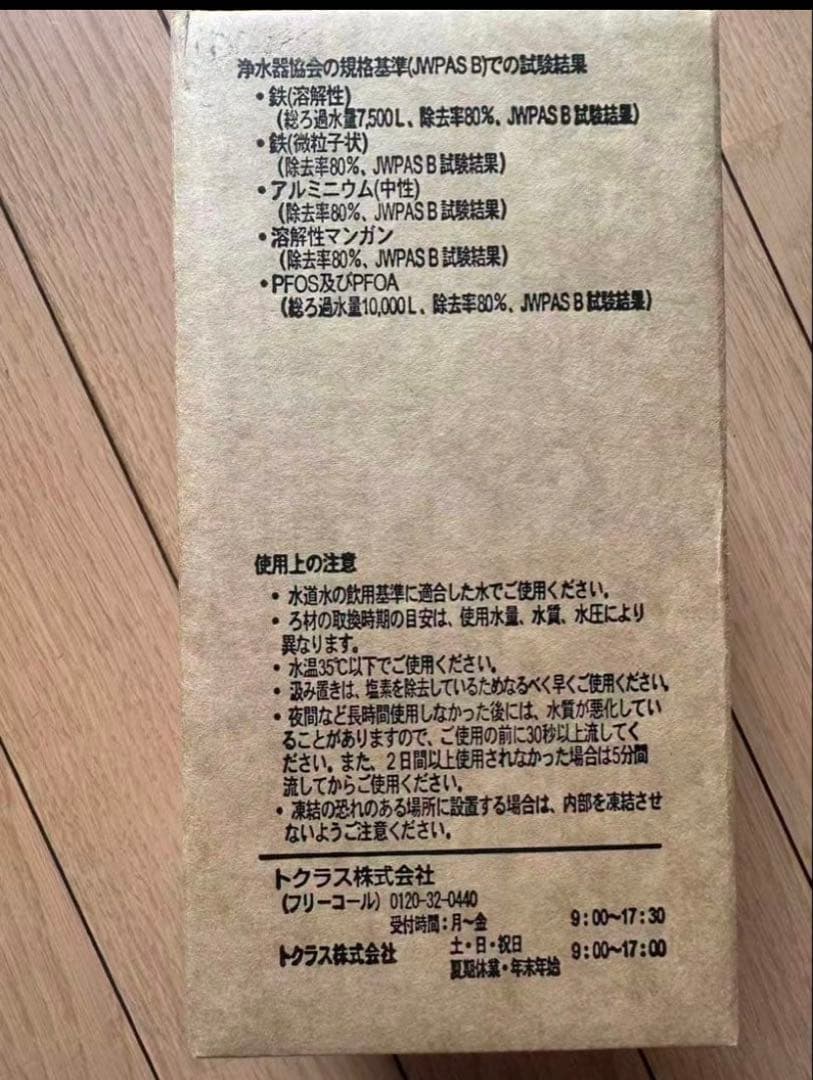 浄水器協会の規格基準(JWPAS B)での試験結果
・鉄(溶解性)
(総ろ過水量7,500L、除去率80%、JWPAS B 試験結果)
・鉄(微粒子状)
(除去率80%、JWPAS B 試験結果)
・アルミニウム(中性)
(除去率80%、JWPAS B 試験結果)
・溶解性マンガン
(除去率80%、JWPAS B 試験結果)
・PFOS及びPFOA
(総ろ過水量10,000L、除去率80%、JWPAS B 試験結果)
使用上の注意
・水道水の飲用基準に適合した水でご使用ください。
・ろ材の取換時期の目安は、使用水量、水質、水圧により
異なります。
・水温35℃以下でご使用ください。
・汲み置きは、塩素を除去しているためなるべく早くご使用ください。
・夜間など長時間使用しなかった後には、水質が悪化してい
ることがありますので、ご使用の前に30秒以上流してく
ださい。また、2日間以上使用されなかった場合は5分間
流してからご使用ください。
・凍結の恐れのある場所に設置する場合は、内部を凍結させ
ないようご注意ください。
トクラス株式会社
(フリーコール) 0120-32-0440
受付時間:月〜金 9:00〜17:30
トクラス株式会社 土・日・祝日 9:00〜17:00
夏期休業・年末年始